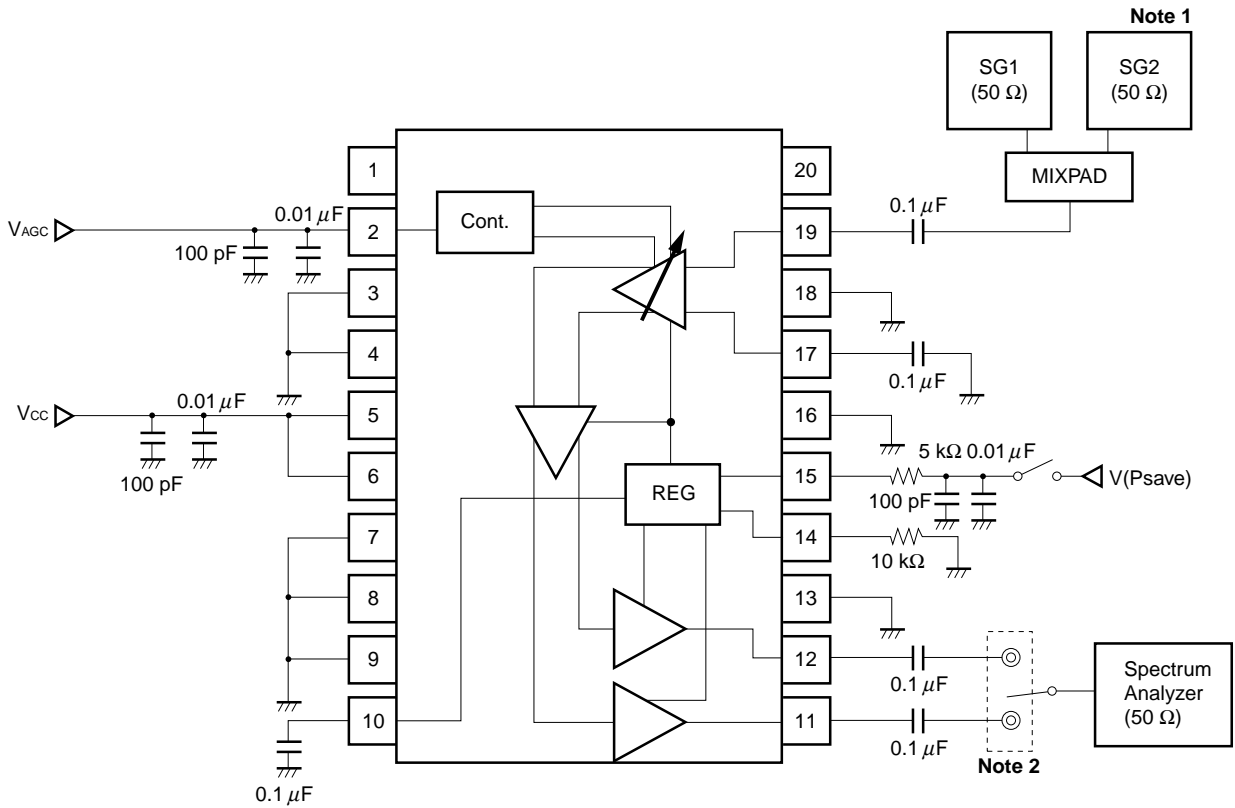 Note 1
SG1
(50 Ω)
SG2
(50 Ω)
MIXPAD
1
20
0.1 μF
VAGC
0.01 μF
2
Cont.
19
100 pF
3
18
4
17
0.1 μF
VCC
0.01 μF
5
16
100 pF
6
REG
15
5 kΩ
0.01 μF
100 pF
V(Psave)
7
14
10 kΩ
8
13
9
12
0.1 μF
Spectrum
Analyzer
(50 Ω)
10
11
0.1 μF
Note 2
0.1 μF